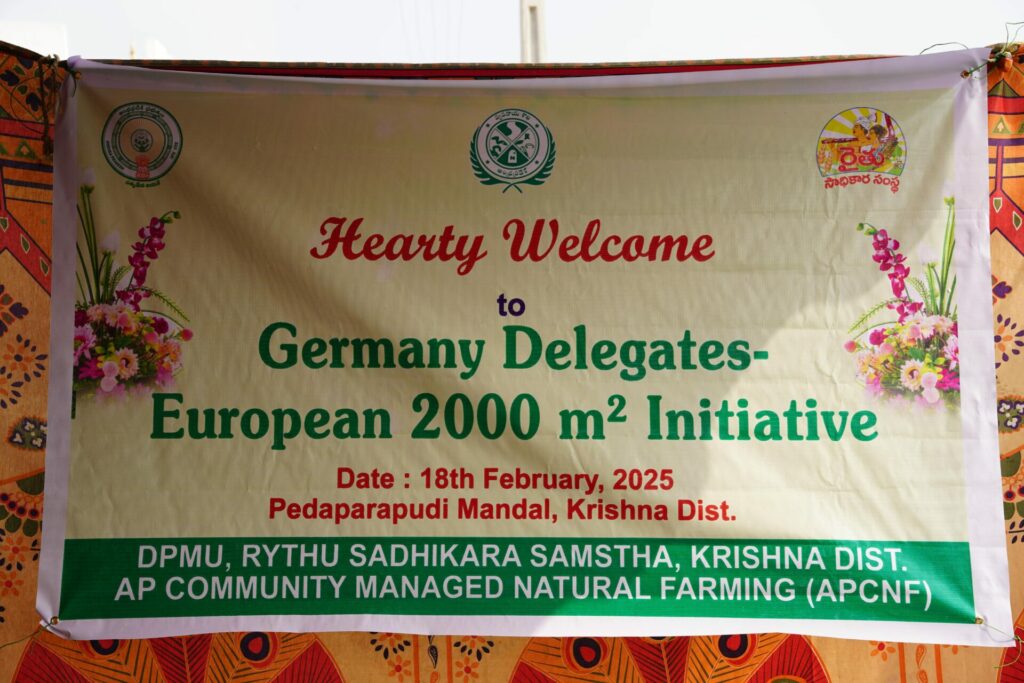 రైతు
సాధికార సంస్థ
Hearty Welcome
to
Germany Delegates-
European 2000 m² Initiative
Date : 18th February, 2025
Pedaparapudi Mandal, Krishna Dist.
DPMU, RYTHU SADHIKARA SAMSTHA, KRISHNA DIST.
AP COMMUNITY MANAGED NATURAL FARMING (APCNF)